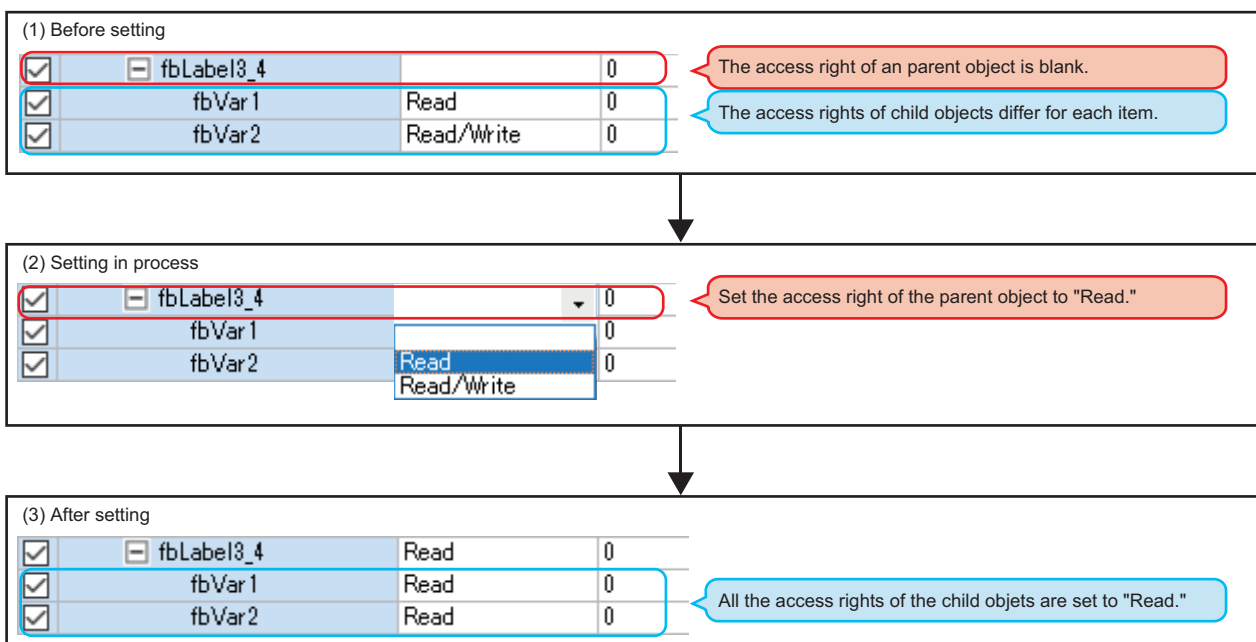 (1) Before setting
fbLabel3_4 0
The access right of an parent object is blank.
fbVar1 Read 0
The access rights of child objects differ for each item.
fbVar2 Read/Write 0
(2) Setting in process
fbLabel3_4 0
Set the access right of the parent object to "Read."
fbVar1 0
fbVar2 Read 0
Read/Write
(3) After setting
fbLabel3_4 Read 0
fbVar1 Read 0
All the access rights of the child objets are set to "Read."
fbVar2 Read 0